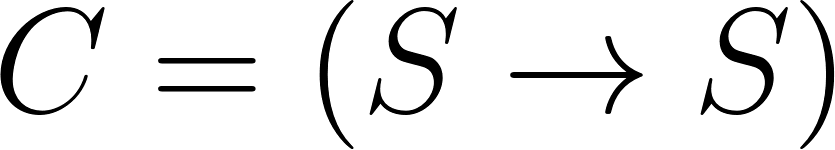 C = (S → S)